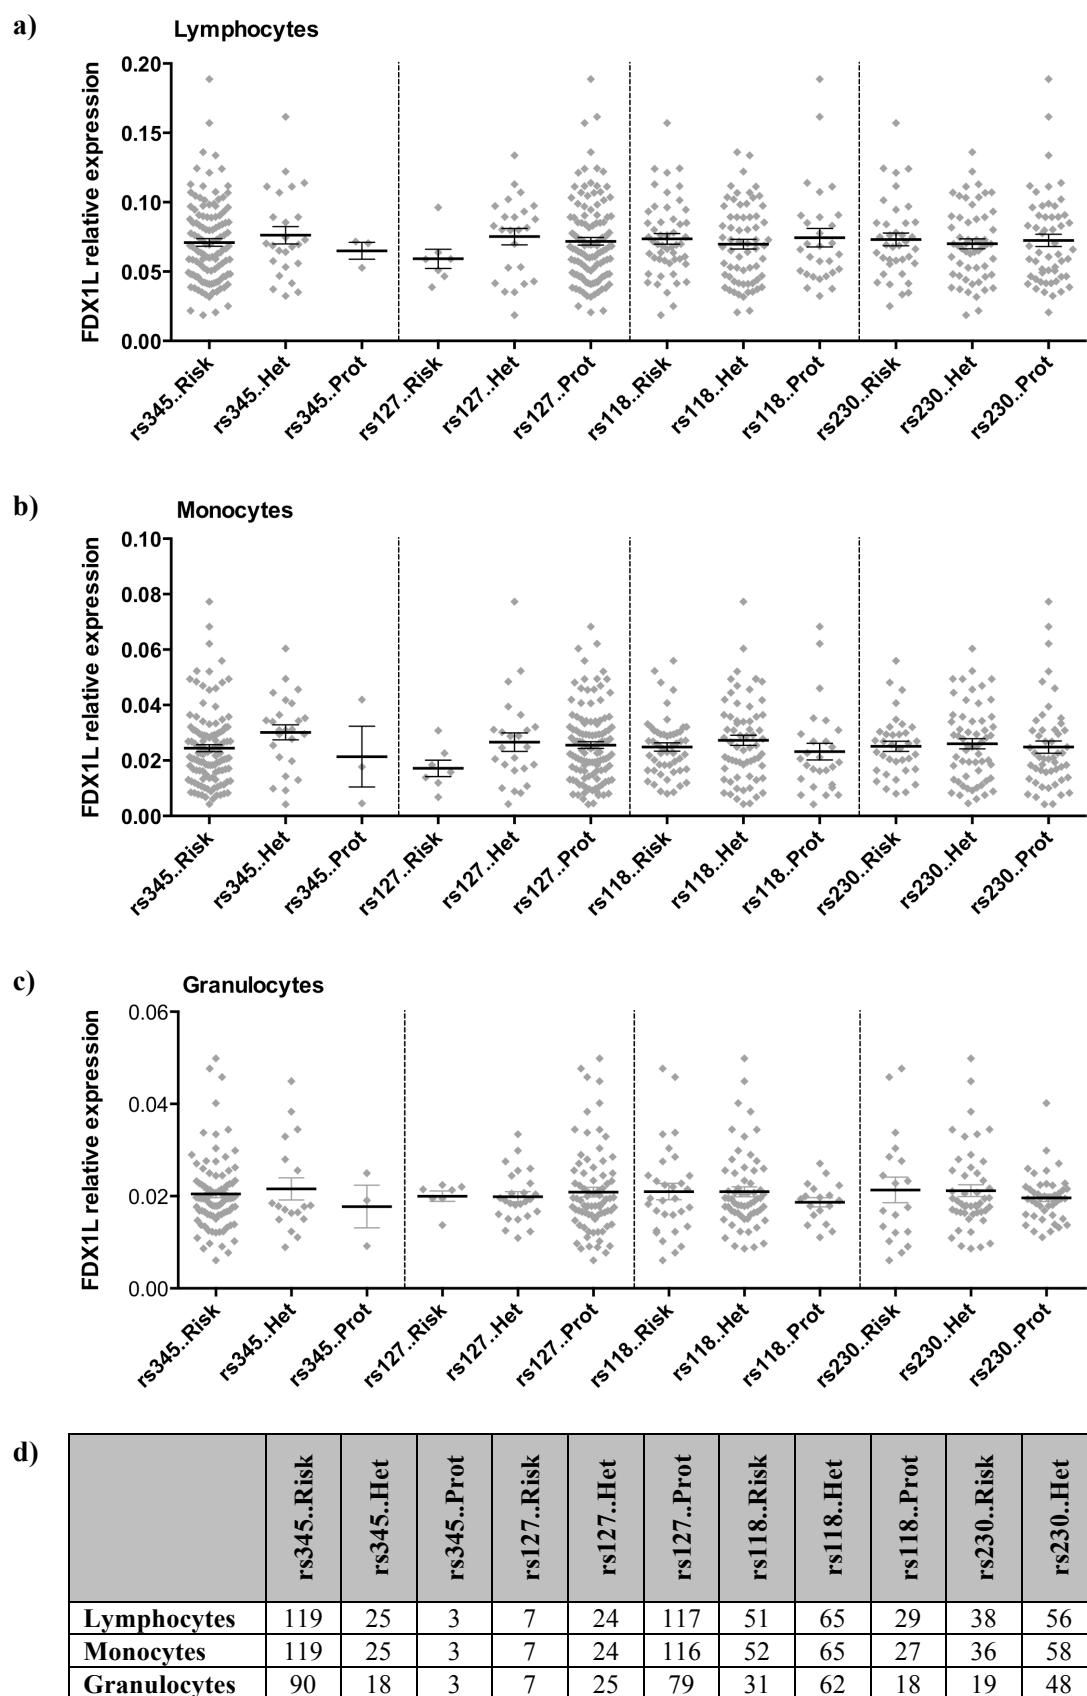 a)
Lymphocytes
FDX1L relative expression
0.20
0.15
0.10
0.05
0.00
rs345..Risk
rs345..Het
rs345..Prot
rs127..Risk
rs127..Het
rs127..Prot
rs118..Risk
rs118..Het
rs118..Prot
rs230..Risk
rs230..Het
rs230..Prot
b)
Monocytes
FDX1L relative expression
0.10
0.08
0.06
0.04
0.02
0.00
rs345..Risk
rs345..Het
rs345..Prot
rs127..Risk
rs127..Het
rs127..Prot
rs118..Risk
rs118..Het
rs118..Prot
rs230..Risk
rs230..Het
rs230..Prot
c)
Granulocytes
FDX1L relative expression
0.06
0.04
0.02
0.00
rs345..Risk
rs345..Het
rs345..Prot
rs127..Risk
rs127..Het
rs127..Prot
rs118..Risk
rs118..Het
rs118..Prot
rs230..Risk
rs230..Het
rs230..Prot
d)
rs345..Risk rs345..Het rs345..Prot rs127..Risk rs127..Het rs127..Prot rs118..Risk rs118..Het rs118..Prot rs230..Risk rs230..Het
Lymphocytes 119 25 3 7 24 117 51 65 29 38 56
Monocytes 119 25 3 7 24 116 52 65 27 36 58
Granulocytes 90 18 3 7 25 79 31 62 18 19 48